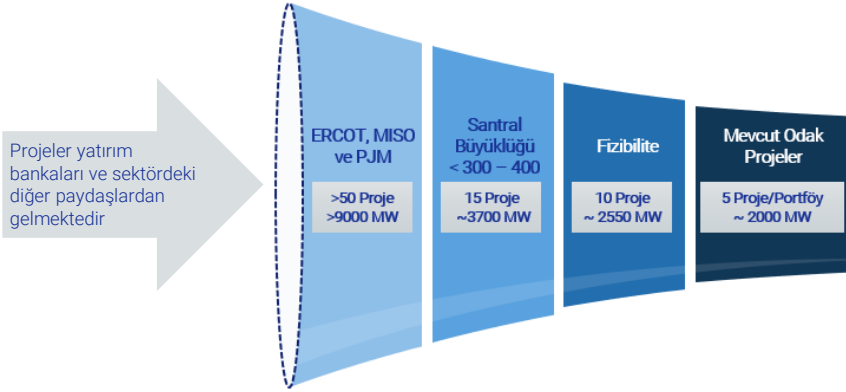 Projeler yatırım
bankaları ve sektördeki
diğer paydaşlardan
gelmektedir
ERCOT, MISO
ve PJM
>50 Proje
>9000 MW
Santral
Büyüklüğü
< 300 – 400
15 Proje
~3700 MW
Fizibilite
10 Proje
~ 2550 MW
Mevcut Odak
Projeler
5 Proje/Portföy
~ 2000 MW